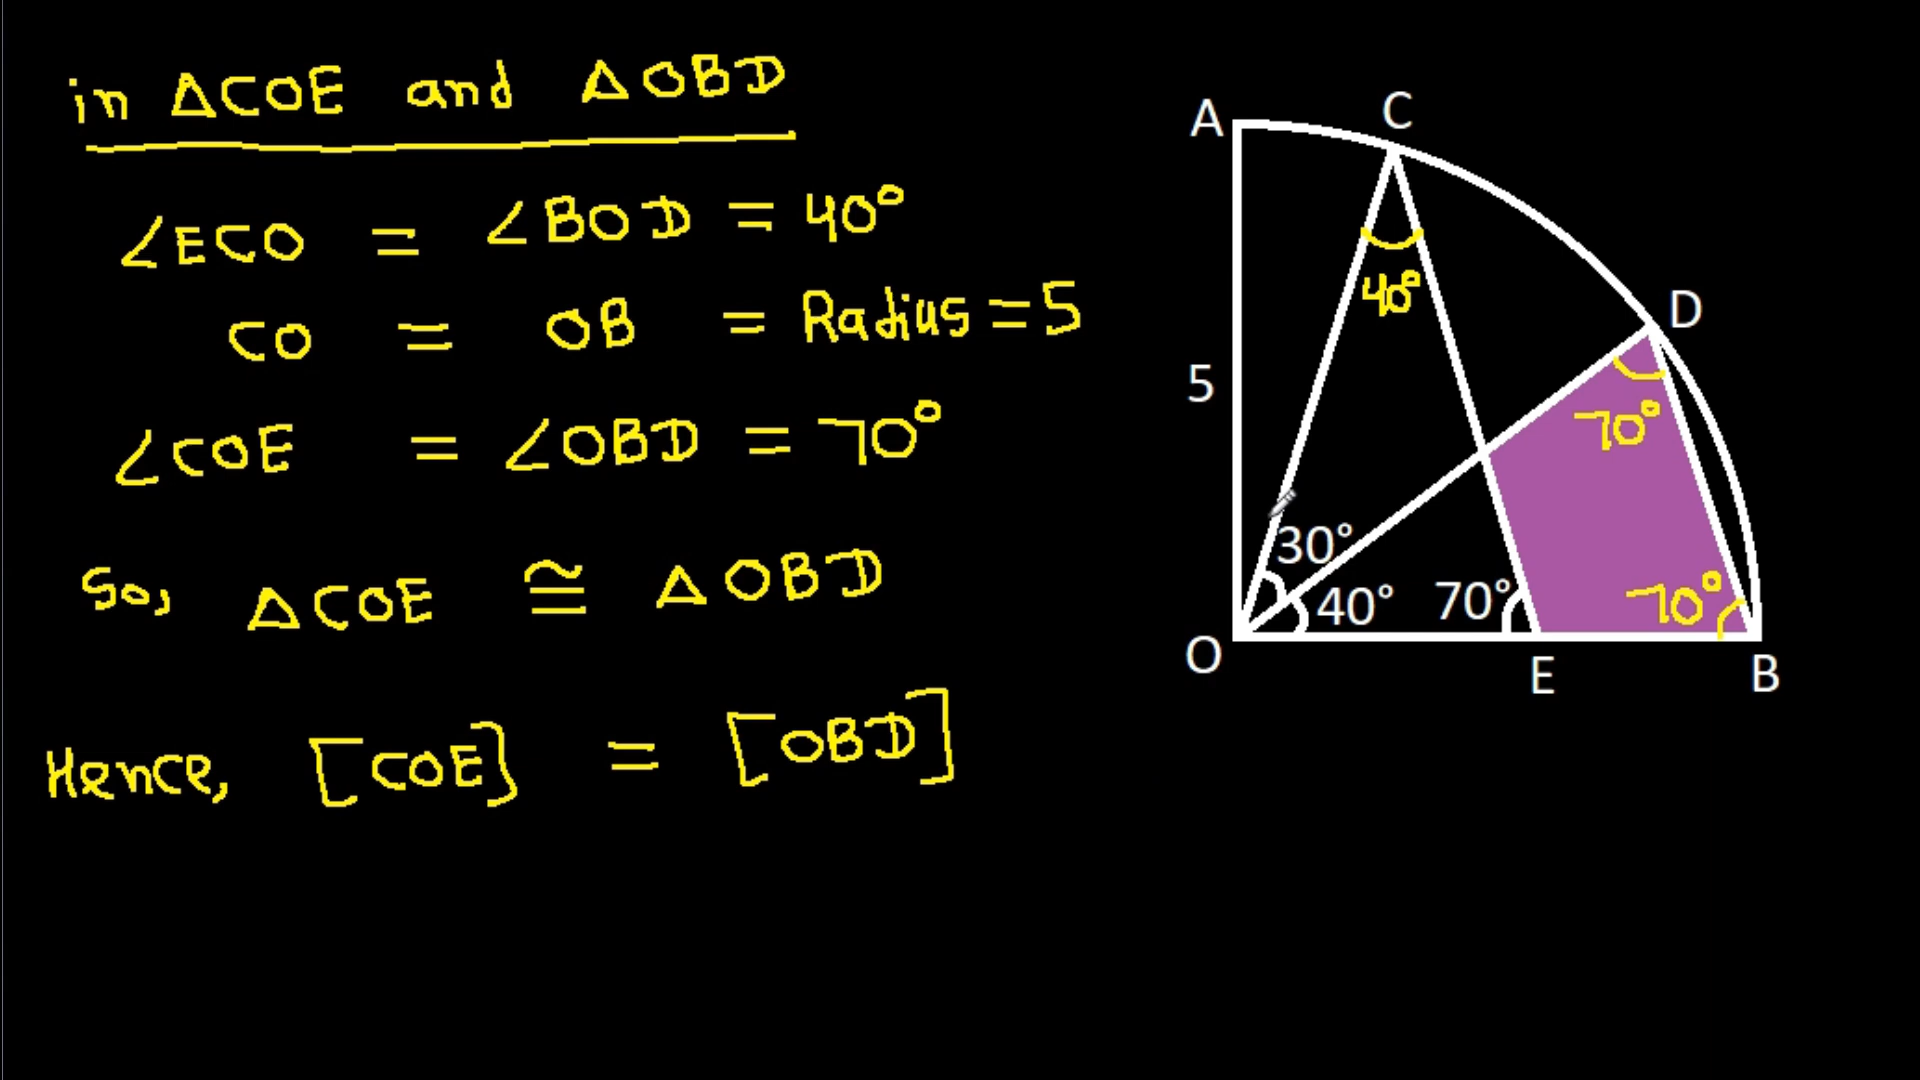 in ΔCOE and ΔOBD
∠ECO = ∠BOD = 40°
CO = OB = Radius = 5
∠COE = ∠OBD = 70°
So, ΔCOE ≅ ΔOBD
Hence, [COE] = [OBD]
A
C
40°
D
5
70°
30°
40°
70°
70°
O
E
B